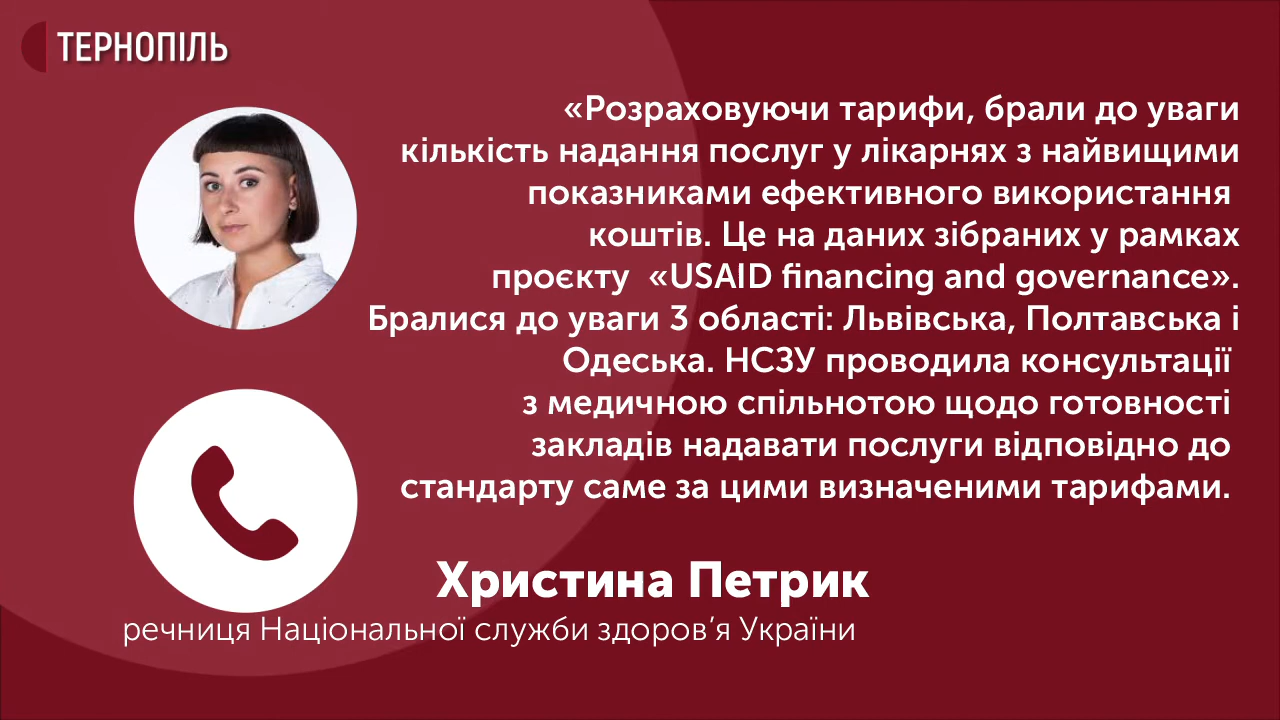 ТЕРНОПІЛЬ
«Розраховуючи тарифи, брали до уваги
кількість надання послуг у лікарнях з найвищими
показниками ефективного використання
коштів. Це на даних зібраних у рамках
проєкту «USAID financing and governance».
Бралися до уваги 3 області: Львівська, Полтавська і
Одеська. НСЗУ проводила консультації
з медичною спільнотою щодо готовності
закладів надавати послуги відповідно до
стандарту саме за цими визначеними тарифами.
Христина Петрик
речниця Національної служби здоров’я України